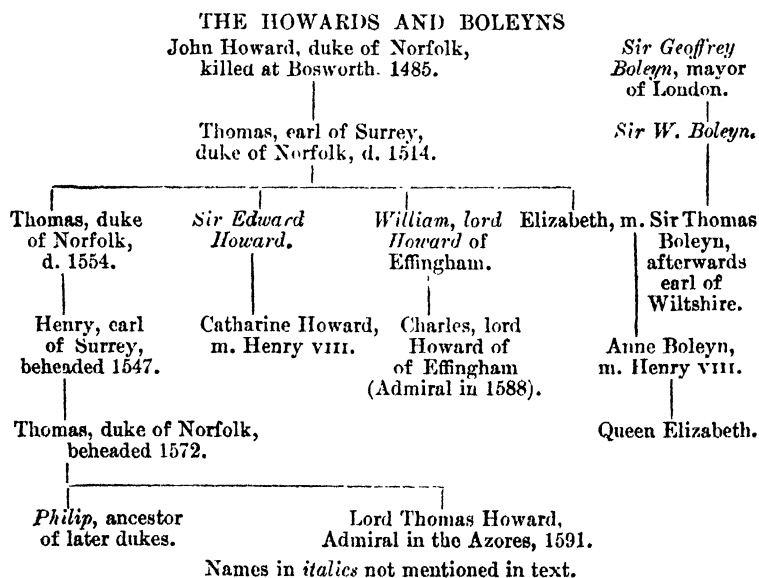 THE HOWARDS AND BOLEYNS
John Howard, duke of Norfolk,
killed at Bosworth. 1485.
Sir Geoffrey
Boleyn, mayor
of London.
Thomas, earl of Surrey,
duke of Norfolk, d. 1514.
Sir W. Boleyn.
Thomas, duke
of Norfolk,
d. 1554.
Sir Edward
Howard.
William, lord
Howard of
Effingham.
Elizabeth, m. Sir Thomas
Boleyn,
afterwards
earl of
Wiltshire.
Henry, earl
of Surrey,
beheaded 1547.
Catharine Howard,
m. Henry VIII.
Charles, lord
Howard of
of Effingham
(Admiral in 1588).
Anne Boleyn,
m. Henry VIII.
Thomas, duke of Norfolk,
beheaded 1572.
Queen Elizabeth.
Philip, ancestor
of later dukes.
Lord Thomas Howard,
Admiral in the Azores, 1591.
Names in italics not mentioned in text.